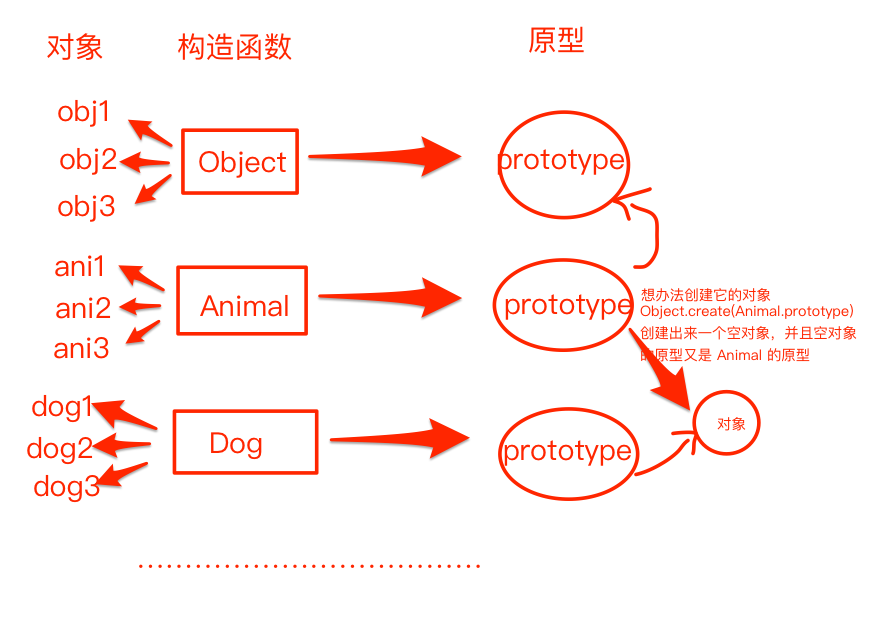 对象 构造函数 原型
obj1
obj2 Object prototype
obj3
ani1
ani2 Animal prototype
ani3
想办法创建它的对象
Object.create(Animal.prototype)
创建出来一个空对象，并且空对象
的原型又是 Animal 的原型
对象
dog1
dog2 Dog prototype
dog3